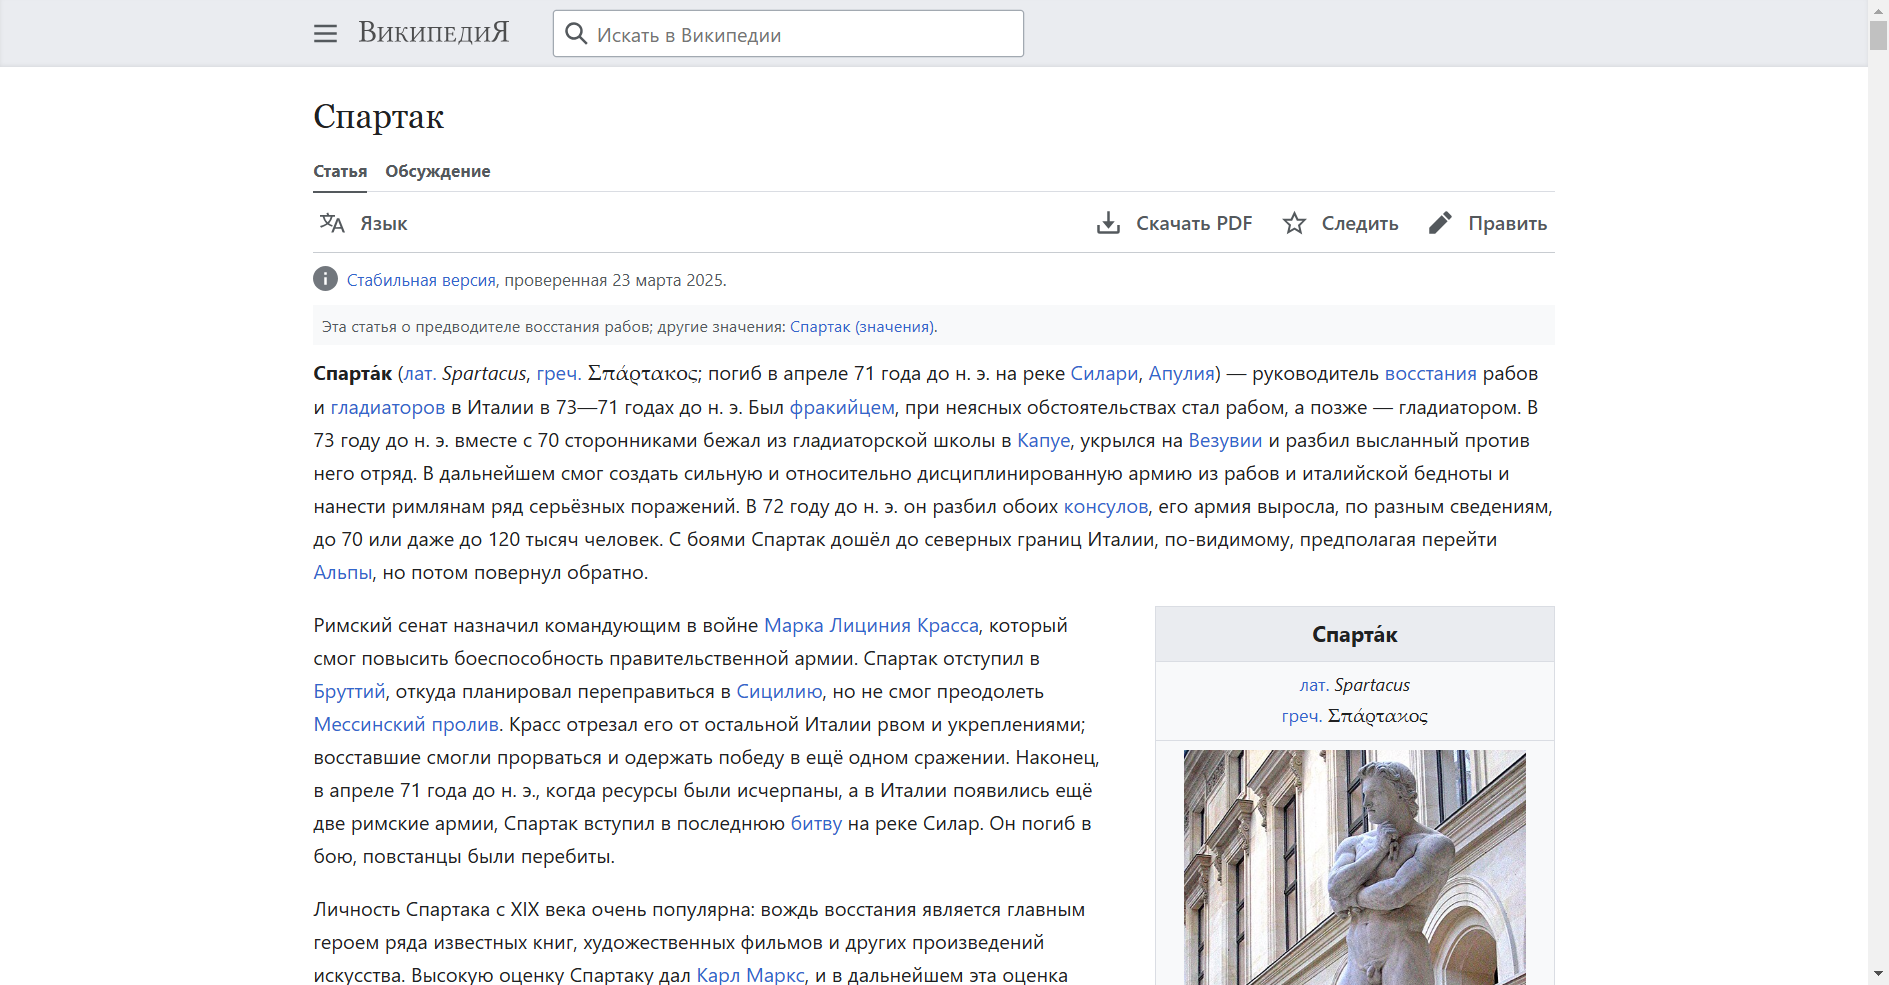 ВикипедиЯ
Искать в Википедии
Спартак
Статья Обсуждение
Язык Скачать PDF Следить Править
Стабильная версия, проверенная 23 марта 2025.
Эта статья о предводителе восстания рабов; другие значения: Спартак (значения).
Спарта́к (лат. Spartacus, греч. Σπάρτακος; погиб в апреле 71 года до н. э. на реке Силари, Апулия) — руководитель восстания рабов
и гладиаторов в Италии в 73—71 годах до н. э. Был фракийцем, при неясных обстоятельствах стал рабом, а позже — гладиатором. В
73 году до н. э. вместе с 70 сторонниками бежал из гладиаторской школы в Капуе, укрылся на Везувии и разбил высланный против
него отряд. В дальнейшем смог создать сильную и относительно дисциплинированную армию из рабов и италийской бедноты и
нанести римлянам ряд серьёзных поражений. В 72 году до н. э. он разбил обоих консулов, его армия выросла, по разным сведениям,
до 70 или даже до 120 тысяч человек. С боями Спартак дошёл до северных границ Италии, по-видимому, предполагая перейти
Альпы, но потом повернул обратно.
Римский сенат назначил командующим в войне Марка Лициния Красса, который
смог повысить боеспособность правительственной армии. Спартак отступил в
Бруттий, откуда планировал переправиться в Сицилию, но не смог преодолеть
Мессинский пролив. Красс отрезал его от остальной Италии рвом и укреплениями;
восставшие смогли прорваться и одержать победу в ещё одном сражении. Наконец,
в апреле 71 года до н. э., когда ресурсы были исчерпаны, а в Италии появились ещё
две римские армии, Спартак вступил в последнюю битву на реке Силар. Он погиб в
бою, повстанцы были перебиты.
Личность Спартака с XIX века очень популярна: вождь восстания является главным
героем ряда известных книг, художественных фильмов и других произведений
искусства. Высокую оценку Спартаку дал Карл Маркс, и в дальнейшем эта оценка
Спарта́к
лат. Spartacus
греч. Σπάρτακος